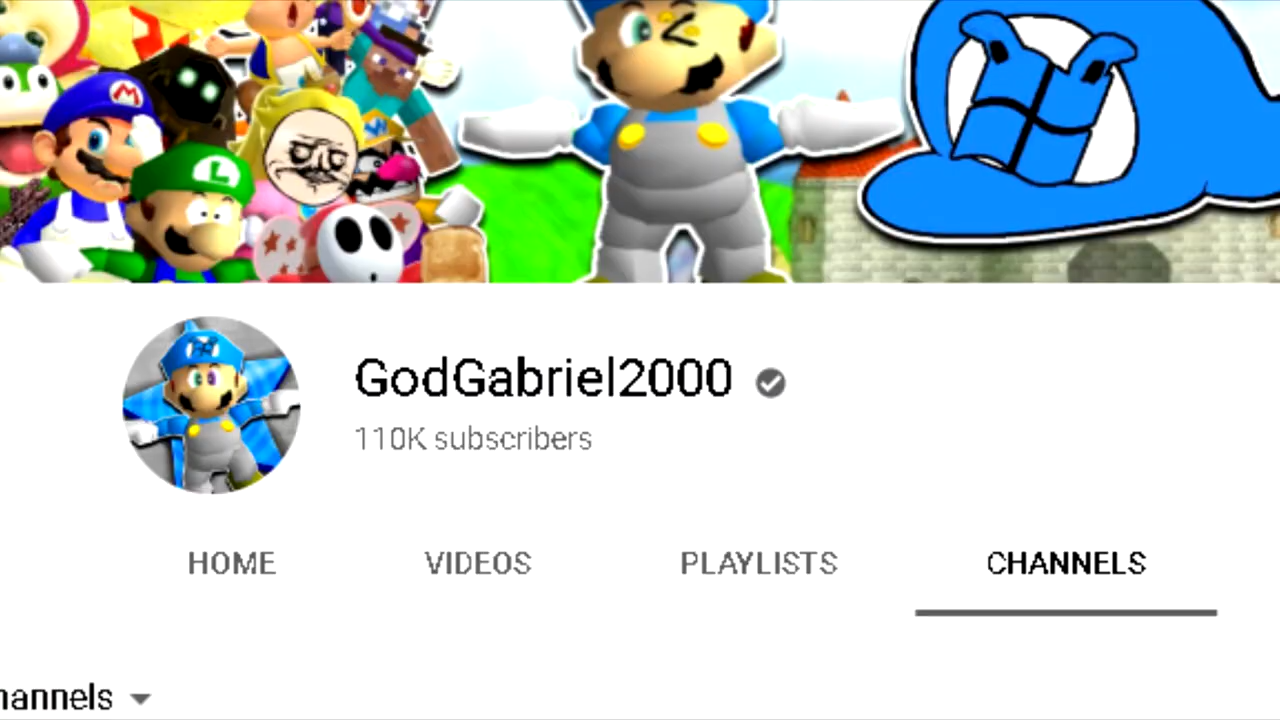 M
L
GodGabriel2000
110K subscribers
HOME
VIDEOS
PLAYLISTS
CHANNELS
hannels